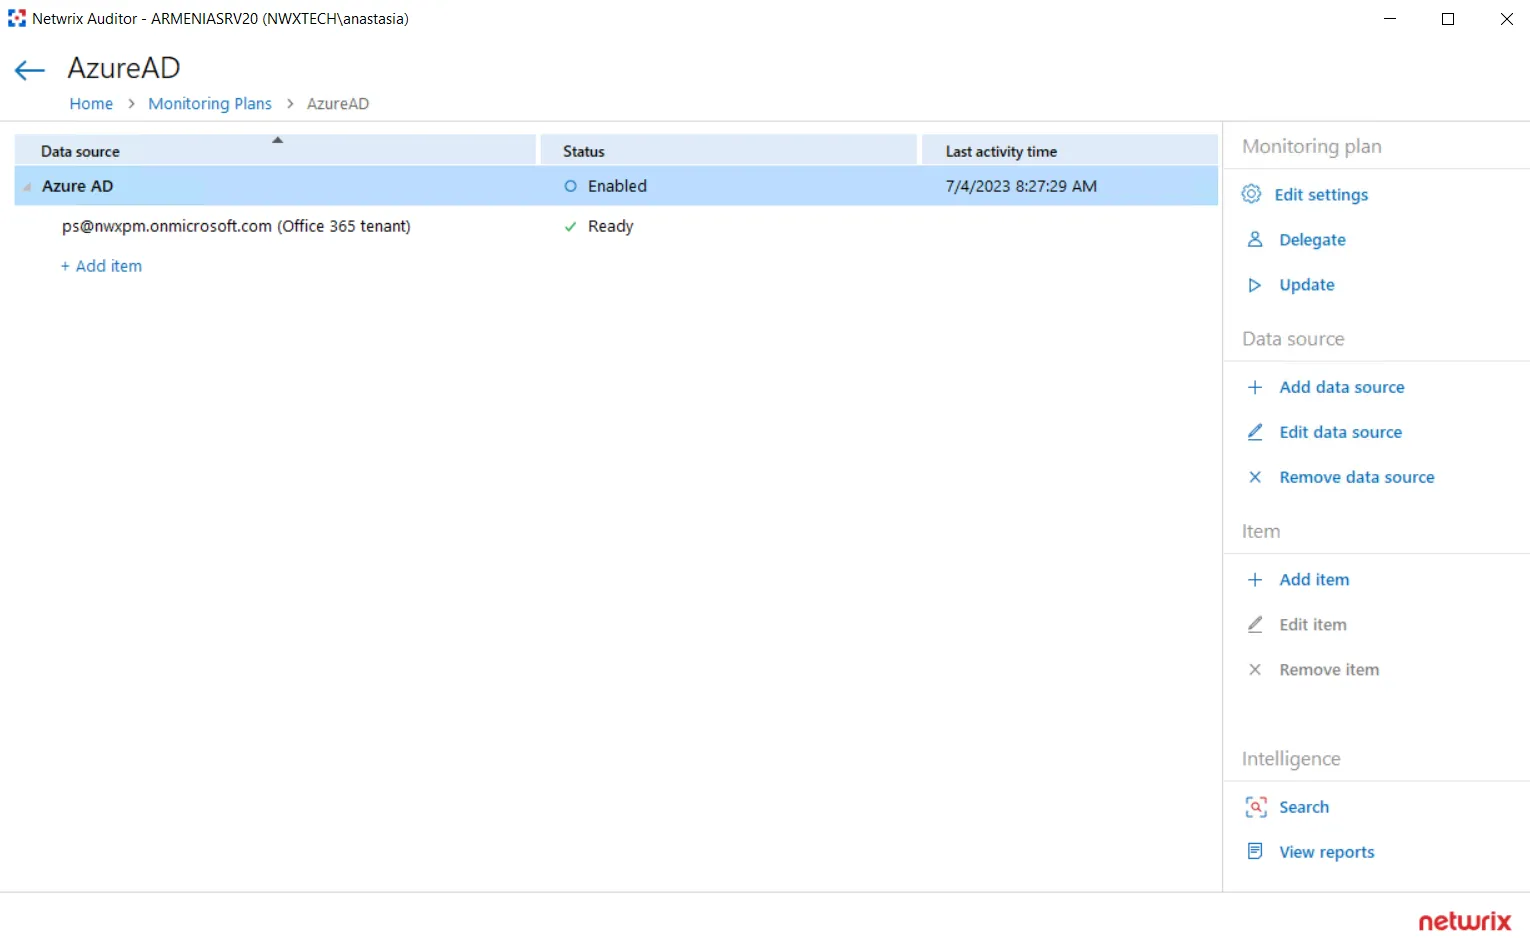 Netwrix Auditor - ARMENIASRV20 (NWXTECH\anastasia)
AzureAD
Home > Monitoring Plans > AzureAD
Data source Status Last activity time
Azure AD Enabled 7/4/2023 8:27:29 AM
ps@nwxpm.onmicrosoft.com (Office 365 tenant) Ready
+ Add item
Monitoring plan
Edit settings
Delegate
Update
Data source
Add data source
Edit data source
Remove data source
Item
Add item
Edit item
Remove item
Intelligence
Search
View reports
netwrix